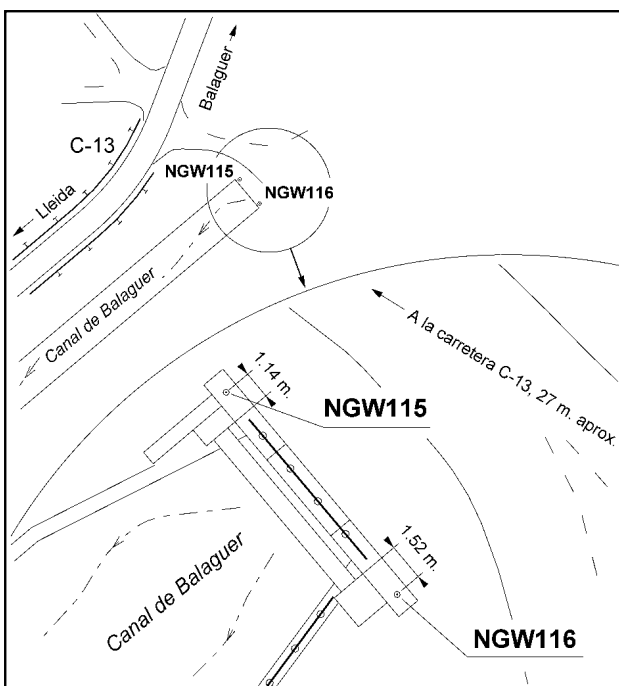 Balaguer
C-13
Lleida
NGW115
NGW116
Canal de Balaguer
A la carretera C-13, 27 m. aprox.
1.14 m.
NGW115
1.52 m.
Canal de Balaguer
NGW116